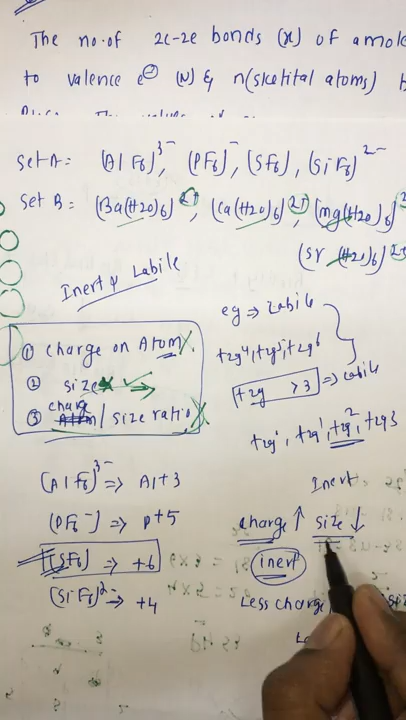 The no. of 2c-2e bonds (x) of a mole
to valence e⊖ (N) & n(skeletal atoms)
Set A: (AlF6)3-, (PF6)-, (SF6), (SiF6)2-
Set B: (Ba(H2O)6)2+, (Ca(H2O)6)2+, (mg(H2O)6)2
(Sr(H2O)6)2+
Inert & Labile
① charge on Atom X.
② size
③ charge / size ratio X
eg => Labile
t2g4, t2g5, t2g6
t2g > 3 => Labile
t2g0, t2g1, t2g2, t2g3
Inert
(AlF6)3- => Al+3
(PF6-) => P+5
(SF6) => +6
(SiF6)2- → +4
charge ↑ size ↓
inert
Less charge